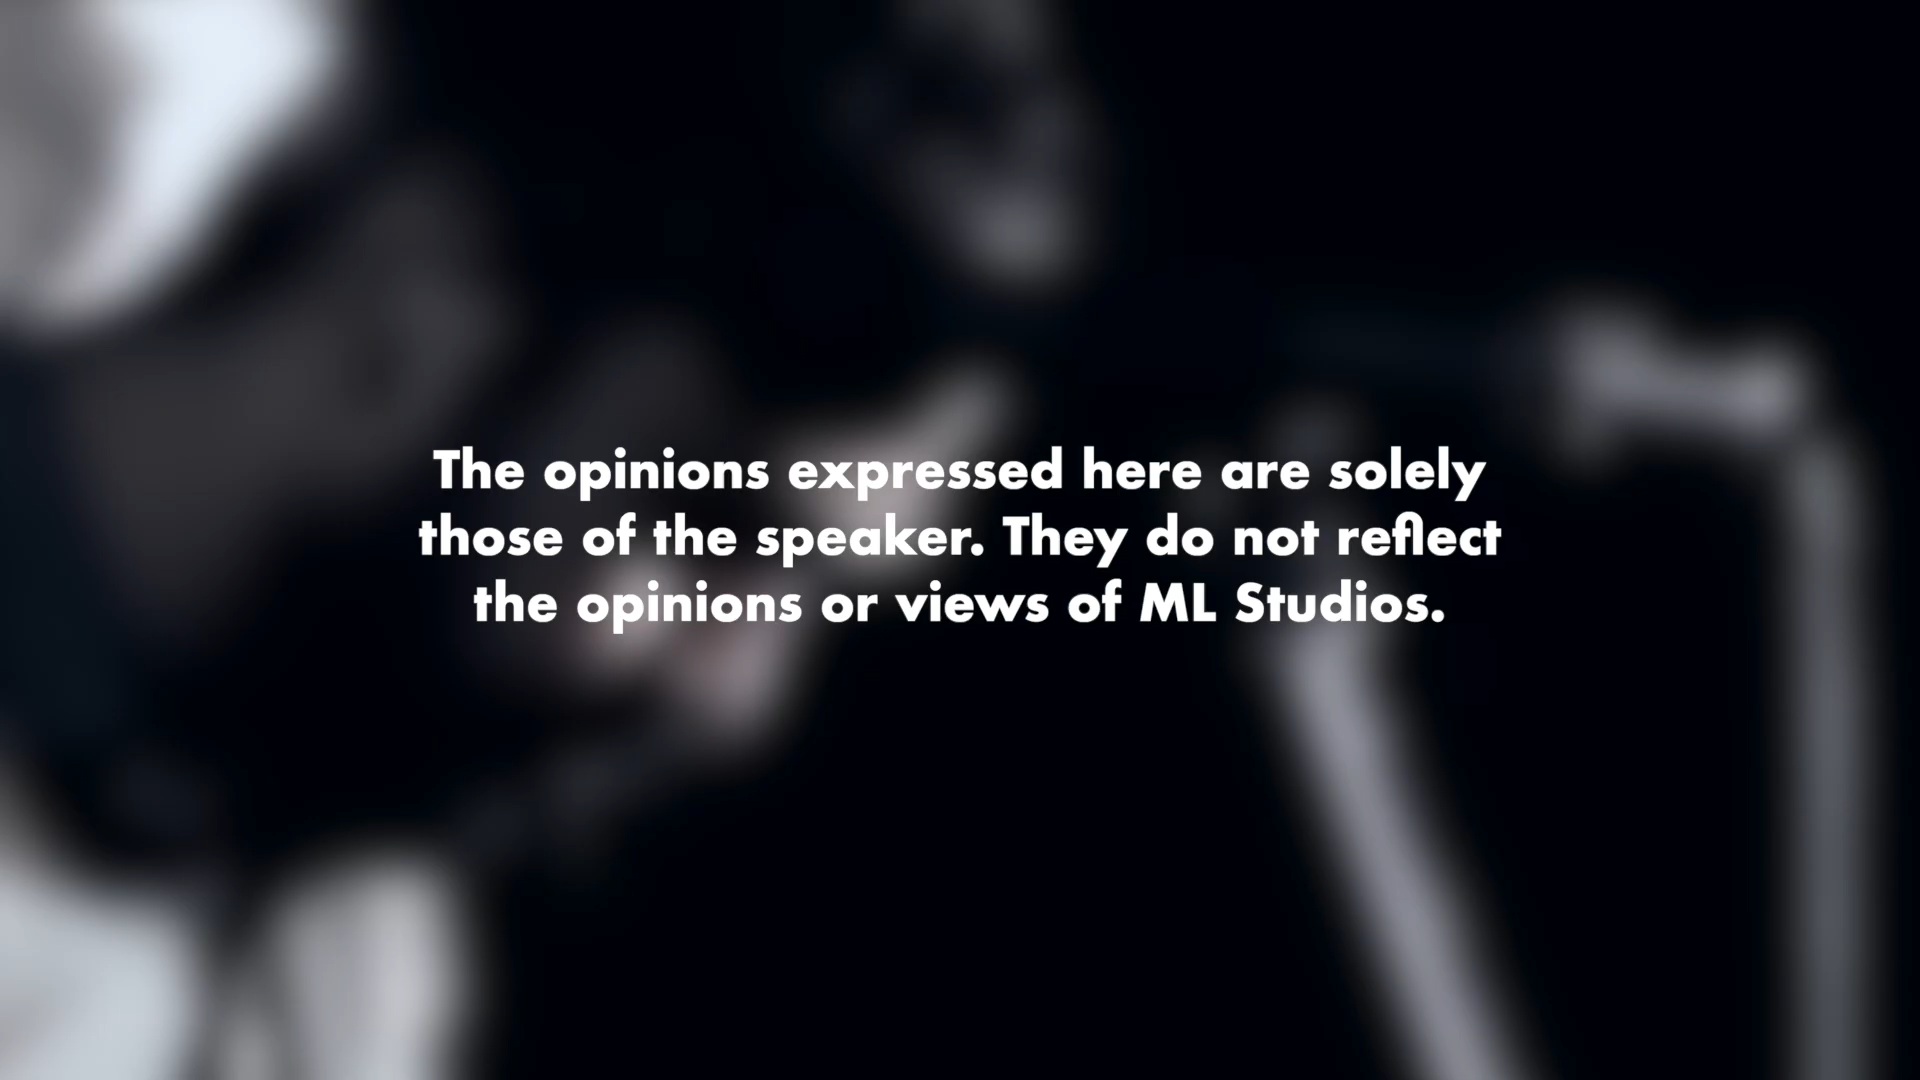 The opinions expressed here are solely
those of the speaker. They do not reflect
the opinions or views of ML Studios.